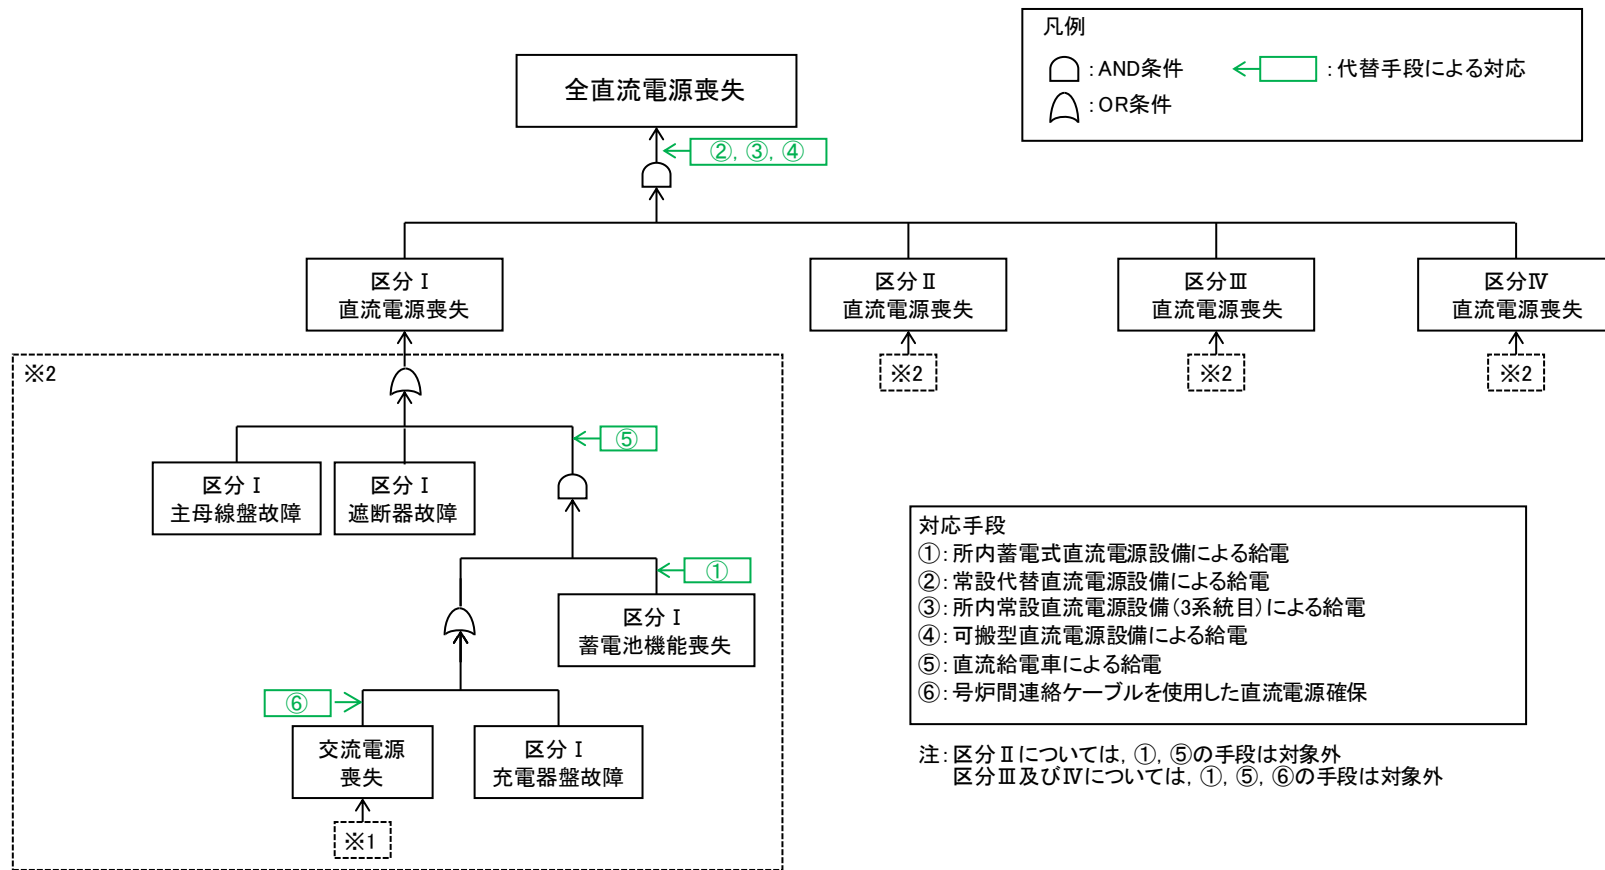 凡例
:AND条件
:代替手段による対応
:OR条件
全直流電源喪失
②, ③, ④
区分Ⅰ
直流電源喪失
区分Ⅱ
直流電源喪失
区分Ⅲ
直流電源喪失
区分Ⅳ
直流電源喪失
※2
※2
※2
※2
⑤
区分Ⅰ
主母線盤故障
区分Ⅰ
遮断器故障
①
区分Ⅰ
蓄電池機能喪失
⑥
交流電源
喪失
区分Ⅰ
充電器盤故障
※1
対応手段
①:所内蓄電式直流電源設備による給電
②:常設代替直流電源設備による給電
③:所内常設直流電源設備(3系統目)による給電
④:可搬型直流電源設備による給電
⑤:直流給電車による給電
⑥:号炉間連絡ケーブルを使用した直流電源確保
注:区分Ⅱについては, ①, ⑤の手段は対象外
区分Ⅲ及びⅣについては, ①, ⑤, ⑥の手段は対象外